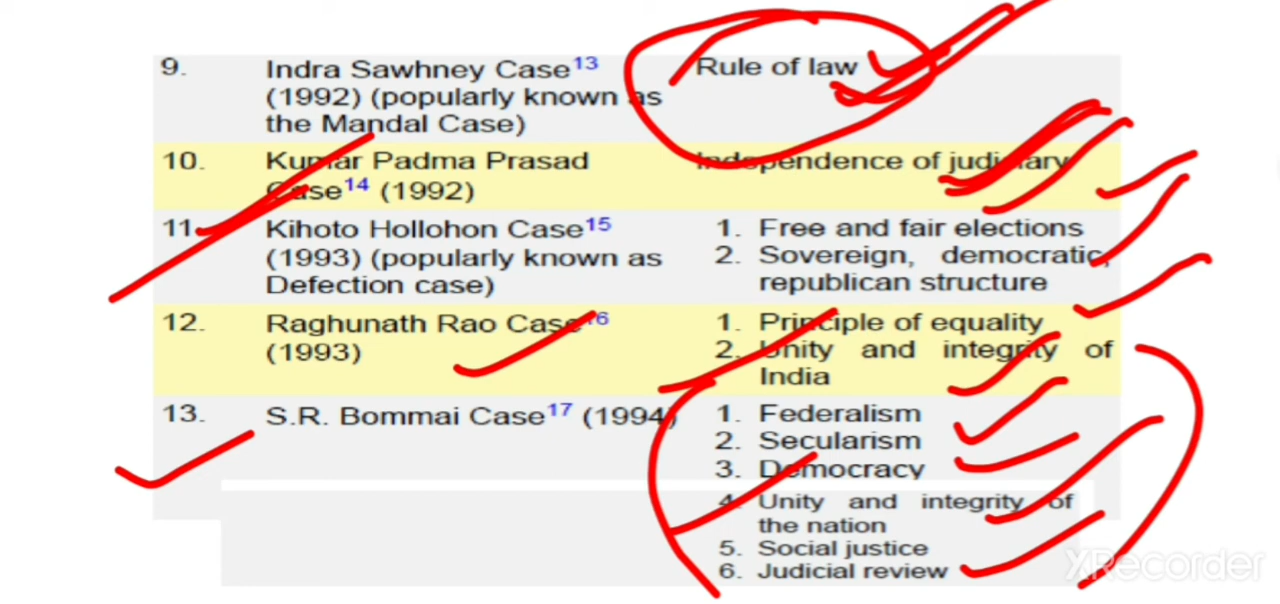 9. Indra Sawhney Case13 Rule of law
(1992) (popularly known as
the Mandal Case)
10. Kumar Padma Prasad Independence of judiciary
Case14 (1992)
11. Kihoto Hollohon Case15 1. Free and fair elections
(1993) (popularly known as 2. Sovereign, democratic,
Defection case) republican structure
12. Raghunath Rao Case16 1. Principle of equality
(1993) 2. Unity and integrity of
India
13. S.R. Bommai Case17 (1994) 1. Federalism
2. Secularism
3. Democracy
4. Unity and integrity of
the nation
5. Social justice
6. Judicial review
XRecorder